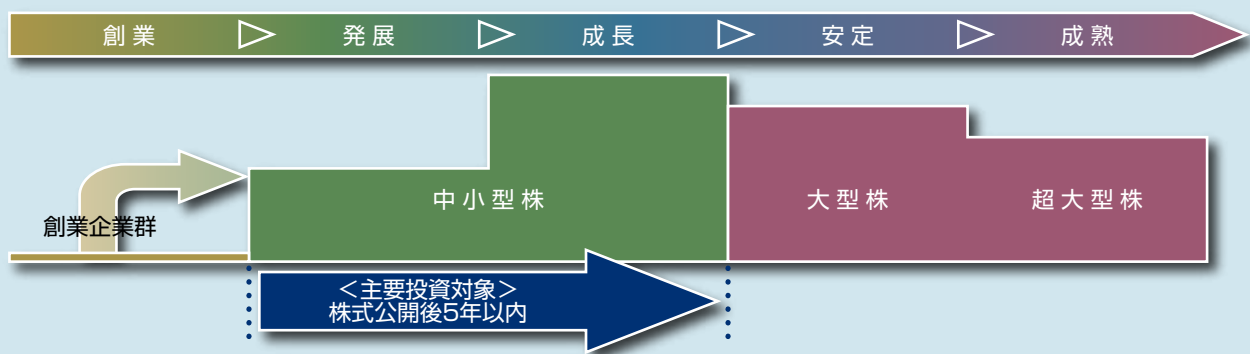 創業 発展 成長 安定 成熟
中小型株
大型株
超大型株
創業企業群
＜主要投資対象＞
株式公開後5年以内